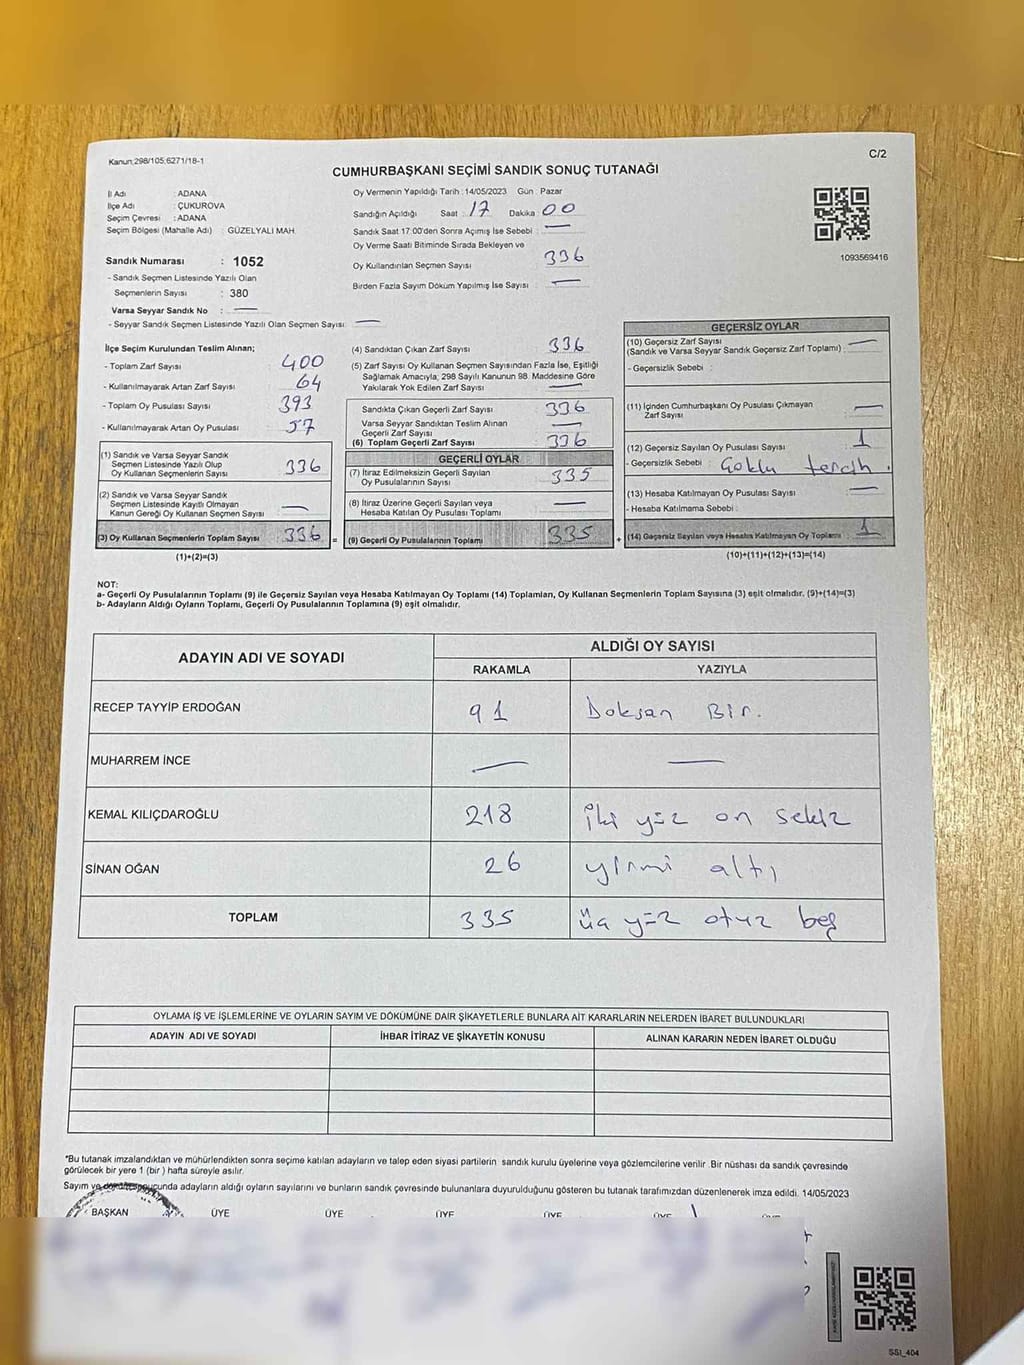 Kanun;298/105;6271/18-1
C/2
CUMHURBAŞKANI SEÇİMİ SANDIK SONUÇ TUTANAĞI
İl Adı : ADANA
İlçe Adı : ÇUKUROVA
Seçim Çevresi : ADANA
Seçim Bölgesi (Mahalle Adı) : GÜZELYALI MAH.
Sandık Numarası : 1052
- Sandık Seçmen Listesinde Yazılı Olan
Seçmenlerin Sayısı : 380
Varsa Seyyar Sandık No : —
- Seyyar Sandık Seçmen Listesinde Yazılı Olan Seçmen Sayısı: —
Oy Vermenin Yapıldığı Tarih : 14/05/2023 Gün : Pazar
Sandığın Açıldığı Saat : 17 Dakika 00
Sandık Saat 17:00'den Sonra Açımış İse Sebebi : —
Oy Verme Saati Bitiminde Sırada Bekleyen ve
Oy Kullandırılan Seçmen Sayısı 336
Birden Fazla Sayım Döküm Yapılmış İse Sayısı : —
1093569416
İlçe Seçim Kurulundan Teslim Alınan;
- Toplam Zarf Sayısı : 400
- Kullanılmayarak Artan Zarf Sayısı : 64
- Toplam Oy Pusulası Sayısı : 393
- Kullanılmayarak Artan Oy Pusulası : 57
(1) Sandık ve Varsa Seyyar Sandık
Seçmen Listesinde Yazılı Olup
Oy Kullanan Seçmenlerin Sayısı : 336
(2) Sandık ve Varsa Seyyar Sandık
Seçmen Listesinde Kayıtlı Olmayan
Kanun Gereği Oy Kullanan Seçmen Sayısı : —
(3) Oy Kullanan Seçmenlerin Toplam Sayısı : 336
(1)+(2)=(3)
(4) Sandıktan Çıkan Zarf Sayısı : 336
(5) Zarf Sayısı Oy Kullanan Seçmen Sayısından Fazla İse, Eşitliği
Sağlamak Amacıyla, 298 Sayılı Kanunun 98. Maddesine Göre
Yakılarak Yok Edilen Zarf Sayısı : —
Sandıkta Çıkan Geçerli Zarf Sayısı : 336
Varsa Seyyar Sandıktan Teslim Alınan
Geçerli Zarf Sayısı : —
(6) Toplam Geçerli Zarf Sayısı : 336
GEÇERLİ OYLAR
(7) İtiraz Edilmeksizin Geçerli Sayılan
Oy Pusulalarının Sayısı : 335
(8) İtiraz Üzerine Geçerli Sayılan veya
Hesaba Katılan Oy Pusulası Toplamı : —
= (9) Geçerli Oy Pusulalarının Toplamı : 335
GEÇERSİZ OYLAR
(10) Geçersiz Zarf Sayısı
(Sandık ve Varsa Seyyar Sandık Geçersiz Zarf Toplamı) : —
- Geçersizlik Sebebi :
(11) İçinden Cumhurbaşkanı Oy Pusulası Çıkmayan
Zarf Sayısı : —
(12) Geçersiz Sayılan Oy Pusulası Sayısı : 1
- Geçersizlik Sebebi : Çoklu tercih.
(13) Hesaba Katılmayan Oy Pusulası Sayısı : —
- Hesaba Katılmama Sebebi :
+ (14) Geçersiz Sayılan veya Hesaba Katılmayan Oy Toplamı : 1
(10)+(11)+(12)+(13)=(14)
NOT:
a- Geçerli Oy Pusulalarının Toplamı (9) ile Geçersiz Sayılan veya Hesaba Katılmayan Oy Toplamı (14) Toplamları, Oy Kullanan Seçmenlerin Toplam Sayısına (3) eşit olmalıdır. (9)+(14)=(3)
b- Adayların Aldığı Oyların Toplamı, Geçerli Oy Pusulalarının Toplamına (9) eşit olmalıdır.
ADAYIN ADI VE SOYADI ALDIĞI OY SAYISI
RAKAMLA YAZIYLA
RECEP TAYYİP ERDOĞAN 91 Doksan Bir.
MUHARREM İNCE — —
KEMAL KILIÇDAROĞLU 218 iki yüz on sekiz
SİNAN OĞAN 26 yirmi altı
TOPLAM 335 üç yüz otuz beş
OYLAMA İŞ VE İŞLEMLERİNE VE OYLARIN SAYIM VE DÖKÜMÜNE DAİR ŞİKAYETLERLE BUNLARA AİT KARARLARIN NELERDEN İBARET BULUNDUKLARI
ADAYIN ADI VE SOYADI İHBAR İTİRAZ VE ŞİKAYETİN KONUSU ALINAN KARARIN NEDEN İBARET OLDUĞU
*Bu tutanak imzalandıktan ve mühürlendikten sonra seçime katılan adayların ve talep eden siyasi partilerin sandık kurulu üyelerine veya gözlemcilerine verilir. Bir nüshası da sandık çevresinde
görülecek bir yere 1 (bir) hafta süreyle asılır.
Sayım ve adayların aldığı oyların sayılarını ve bunların sandık çevresinde bulunanlara duyurulduğunu gösteren bu tutanak tarafımızdan düzenlenerek imza edildi. 14/05/2023
BAŞKAN ÜYE ÜYE ÜYE ÜYE ÜYE
SSI_404